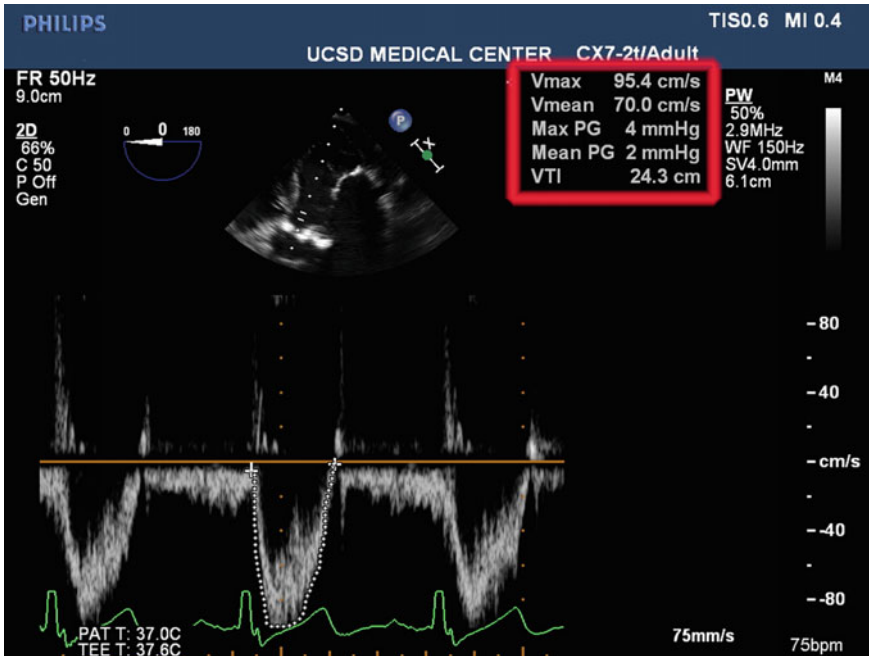 PHILIPS
TIS0.6 MI 0.4
UCSD MEDICAL CENTER CX7-2t/Adult
FR 50Hz
9.0cm
2D
66%
C 50
P Off
Gen
0 0 180
P
X
Vmax 95.4 cm/s
Vmean 70.0 cm/s
Max PG 4 mmHg
Mean PG 2 mmHg
VTI 24.3 cm
PW
50%
2.9MHz
WF 150Hz
SV4.0mm
6.1cm
M4
-80
-40
-cm/s
--40
--80
PAT T: 37.0C
TEE T: 37.6C
75mm/s
75bpm